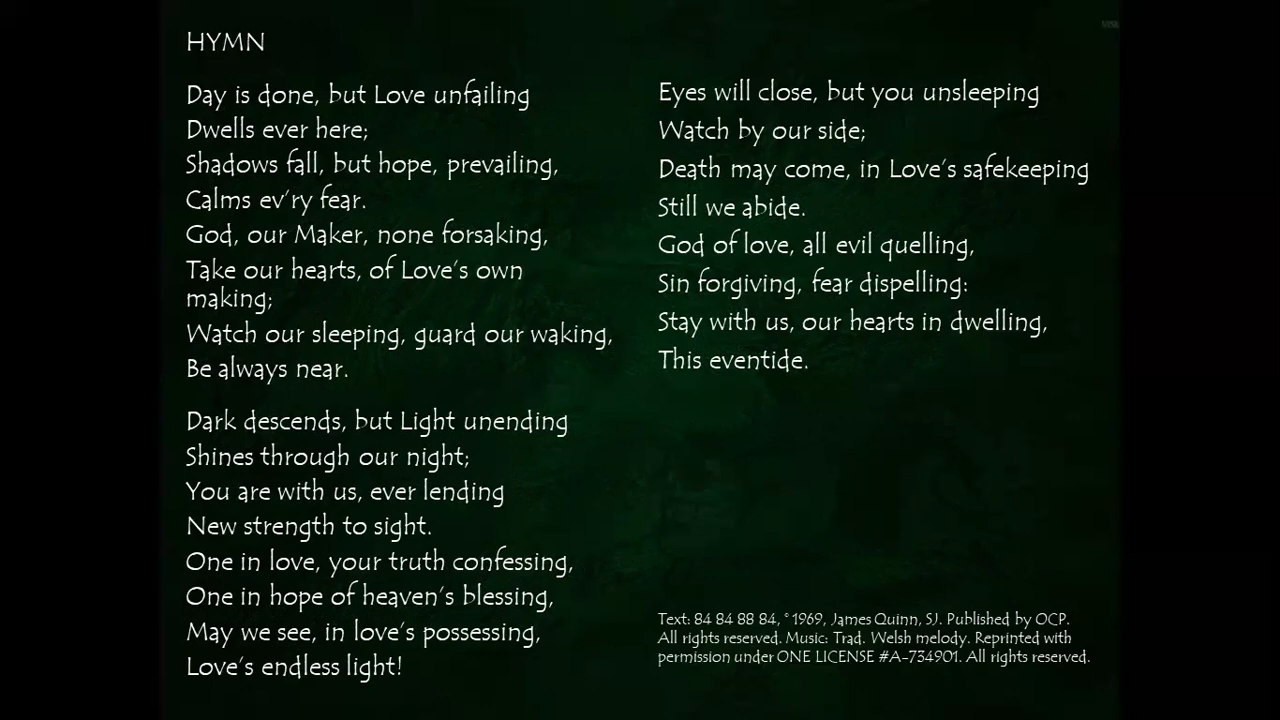 HYMN
Day is done, but Love unfailing
Dwells ever here;
Shadows fall, but hope, prevailing,
Calms ev'ry fear.
God, our Maker, none forsaking,
Take our hearts, of Love's own
making;
Watch our sleeping, guard our waking,
Be always near.
Dark descends, but Light unending
Shines through our night;
You are with us, ever lending
New strength to sight.
One in love, your truth confessing,
One in hope of heaven's blessing,
May we see, in love's possessing,
Love's endless light!
Eyes will close, but you unsleeping
Watch by our side;
Death may come, in Love's safekeeping
Still we abide.
God of love, all evil quelling,
Sin forgiving, fear dispelling:
Stay with us, our hearts in dwelling,
This eventide.
Text: 84 84 88 84, © 1969, James Quinn, SJ. Published by OCP.
All rights reserved. Music: Trad. Welsh melody. Reprinted with
permission under ONE LICENSE #A-734901. All rights reserved.